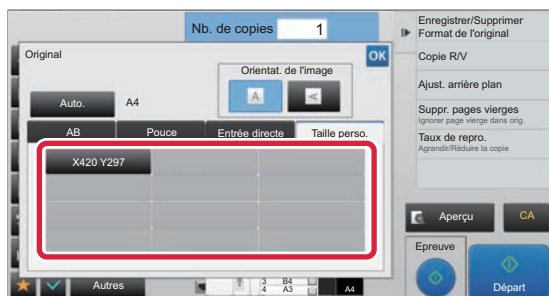 Nb. de copies 1
Original
OK
Orientat. de l'image
A
A
Auto. A4
AB Pouce Entrée directe Taille perso.
X420 Y297
Autres
3 B4
4 A3
A4
Enregistrer/Supprimer
Format de l'original
Copie R/V
Ajust. arrière plan
Suppr. pages vierges
Ignorer page vierge dans orig.
Taux de repro.
Agrandir/Réduire la copie
Aperçu
CA
Epreuve
Départ